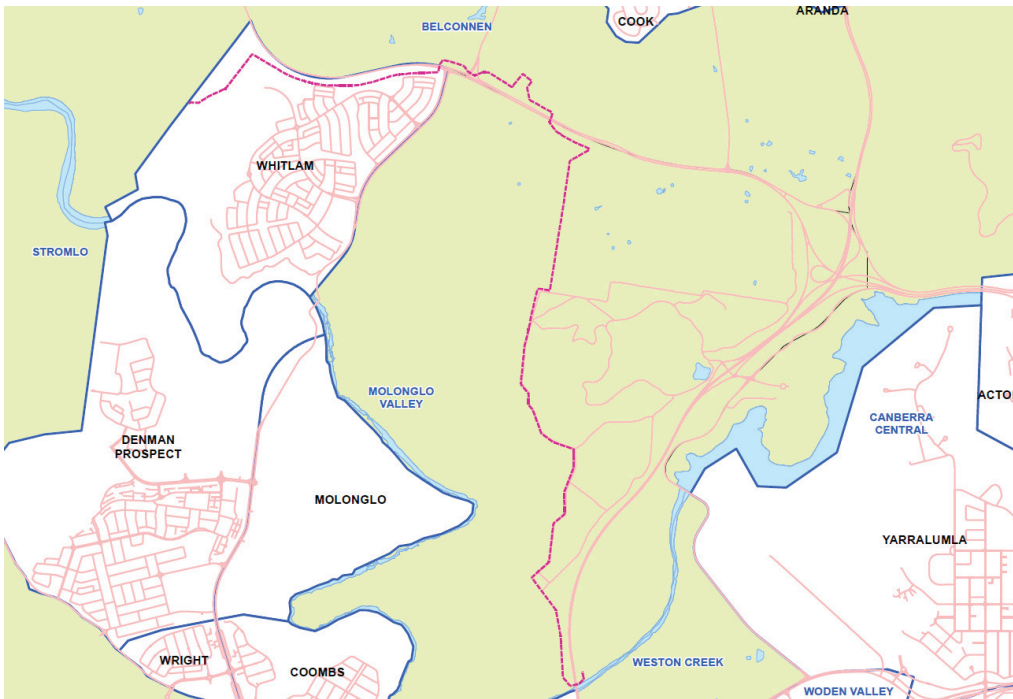 ARANDA
COOK
BELCONNEN
WHITLAM
STROMLO
MOLONGLO
VALLEY
CANBERRA
CENTRAL
DENMAN
PROSPECT
MOLONGLO
YARRALUMLA
WRIGHT
COOMBS
WESTON CREEK
WODEN VALLEY